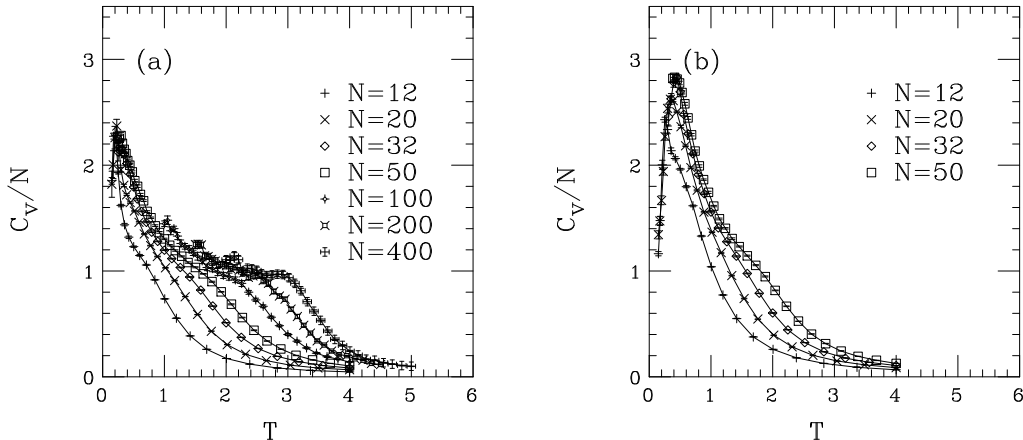 (a)
N=12
N=20
N=32
N=50
N=100
N=200
N=400
C_V/N
3
2
1
0
0 1 2 3 4 5 6
T
(b)
N=12
N=20
N=32
N=50
C_V/N
3
2
1
0
0 1 2 3 4 5 6
T